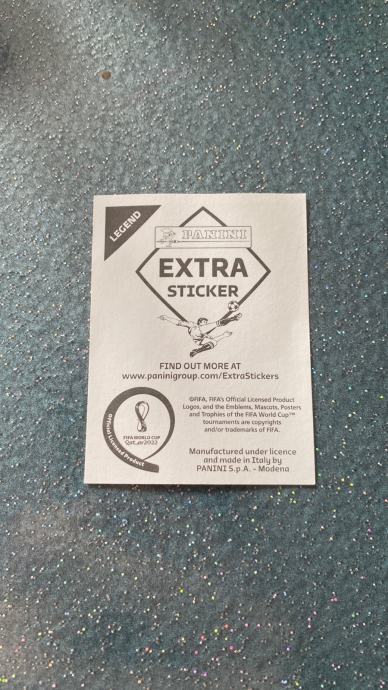 LEGEND
PANINI
EXTRA
STICKER
FIND OUT MORE AT
www.paninigroup.com/ExtraStickers
©FIFA, FIFA's Official Licensed Product
Logos, and the Emblems, Mascots, Posters
and Trophies of the FIFA World Cup™
tournaments are copyrights
and/or trademarks of FIFA.
FIFA WORLD CUP
Qatar2022
Official Licensed Product
Manufactured under licence
and made in Italy by
PANINI S.p.A. - Modena